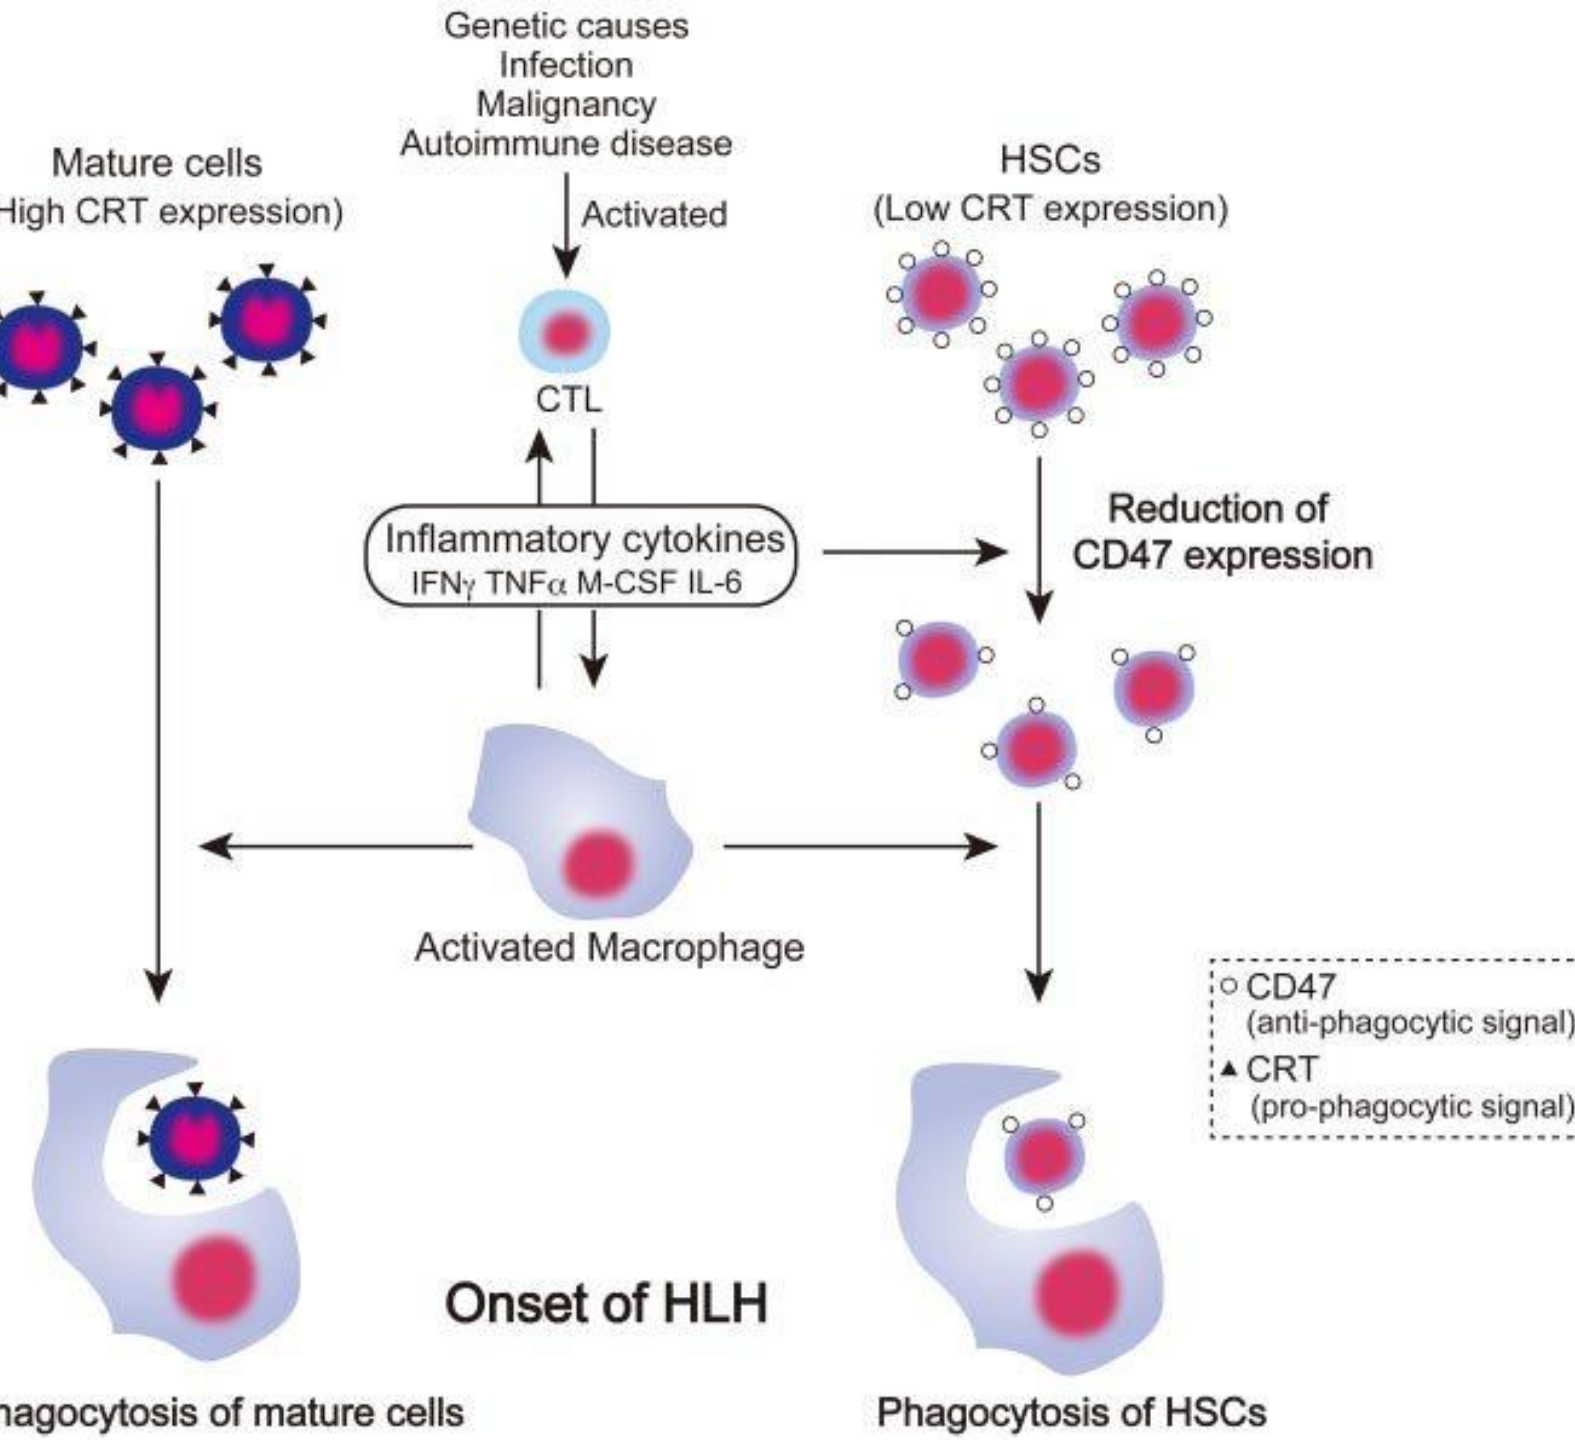 Genetic causes
Infection
Malignancy
Autoimmune disease
Activated
CTL
Mature cells
High CRT expression)
HSCs
(Low CRT expression)
Inflammatory cytokines
IFNγ TNFα M-CSF IL-6
Reduction of
CD47 expression
Activated Macrophage
CD47
(anti-phagocytic signal)
CRT
(pro-phagocytic signal)
Onset of HLH
hagocytosis of mature cells
Phagocytosis of HSCs